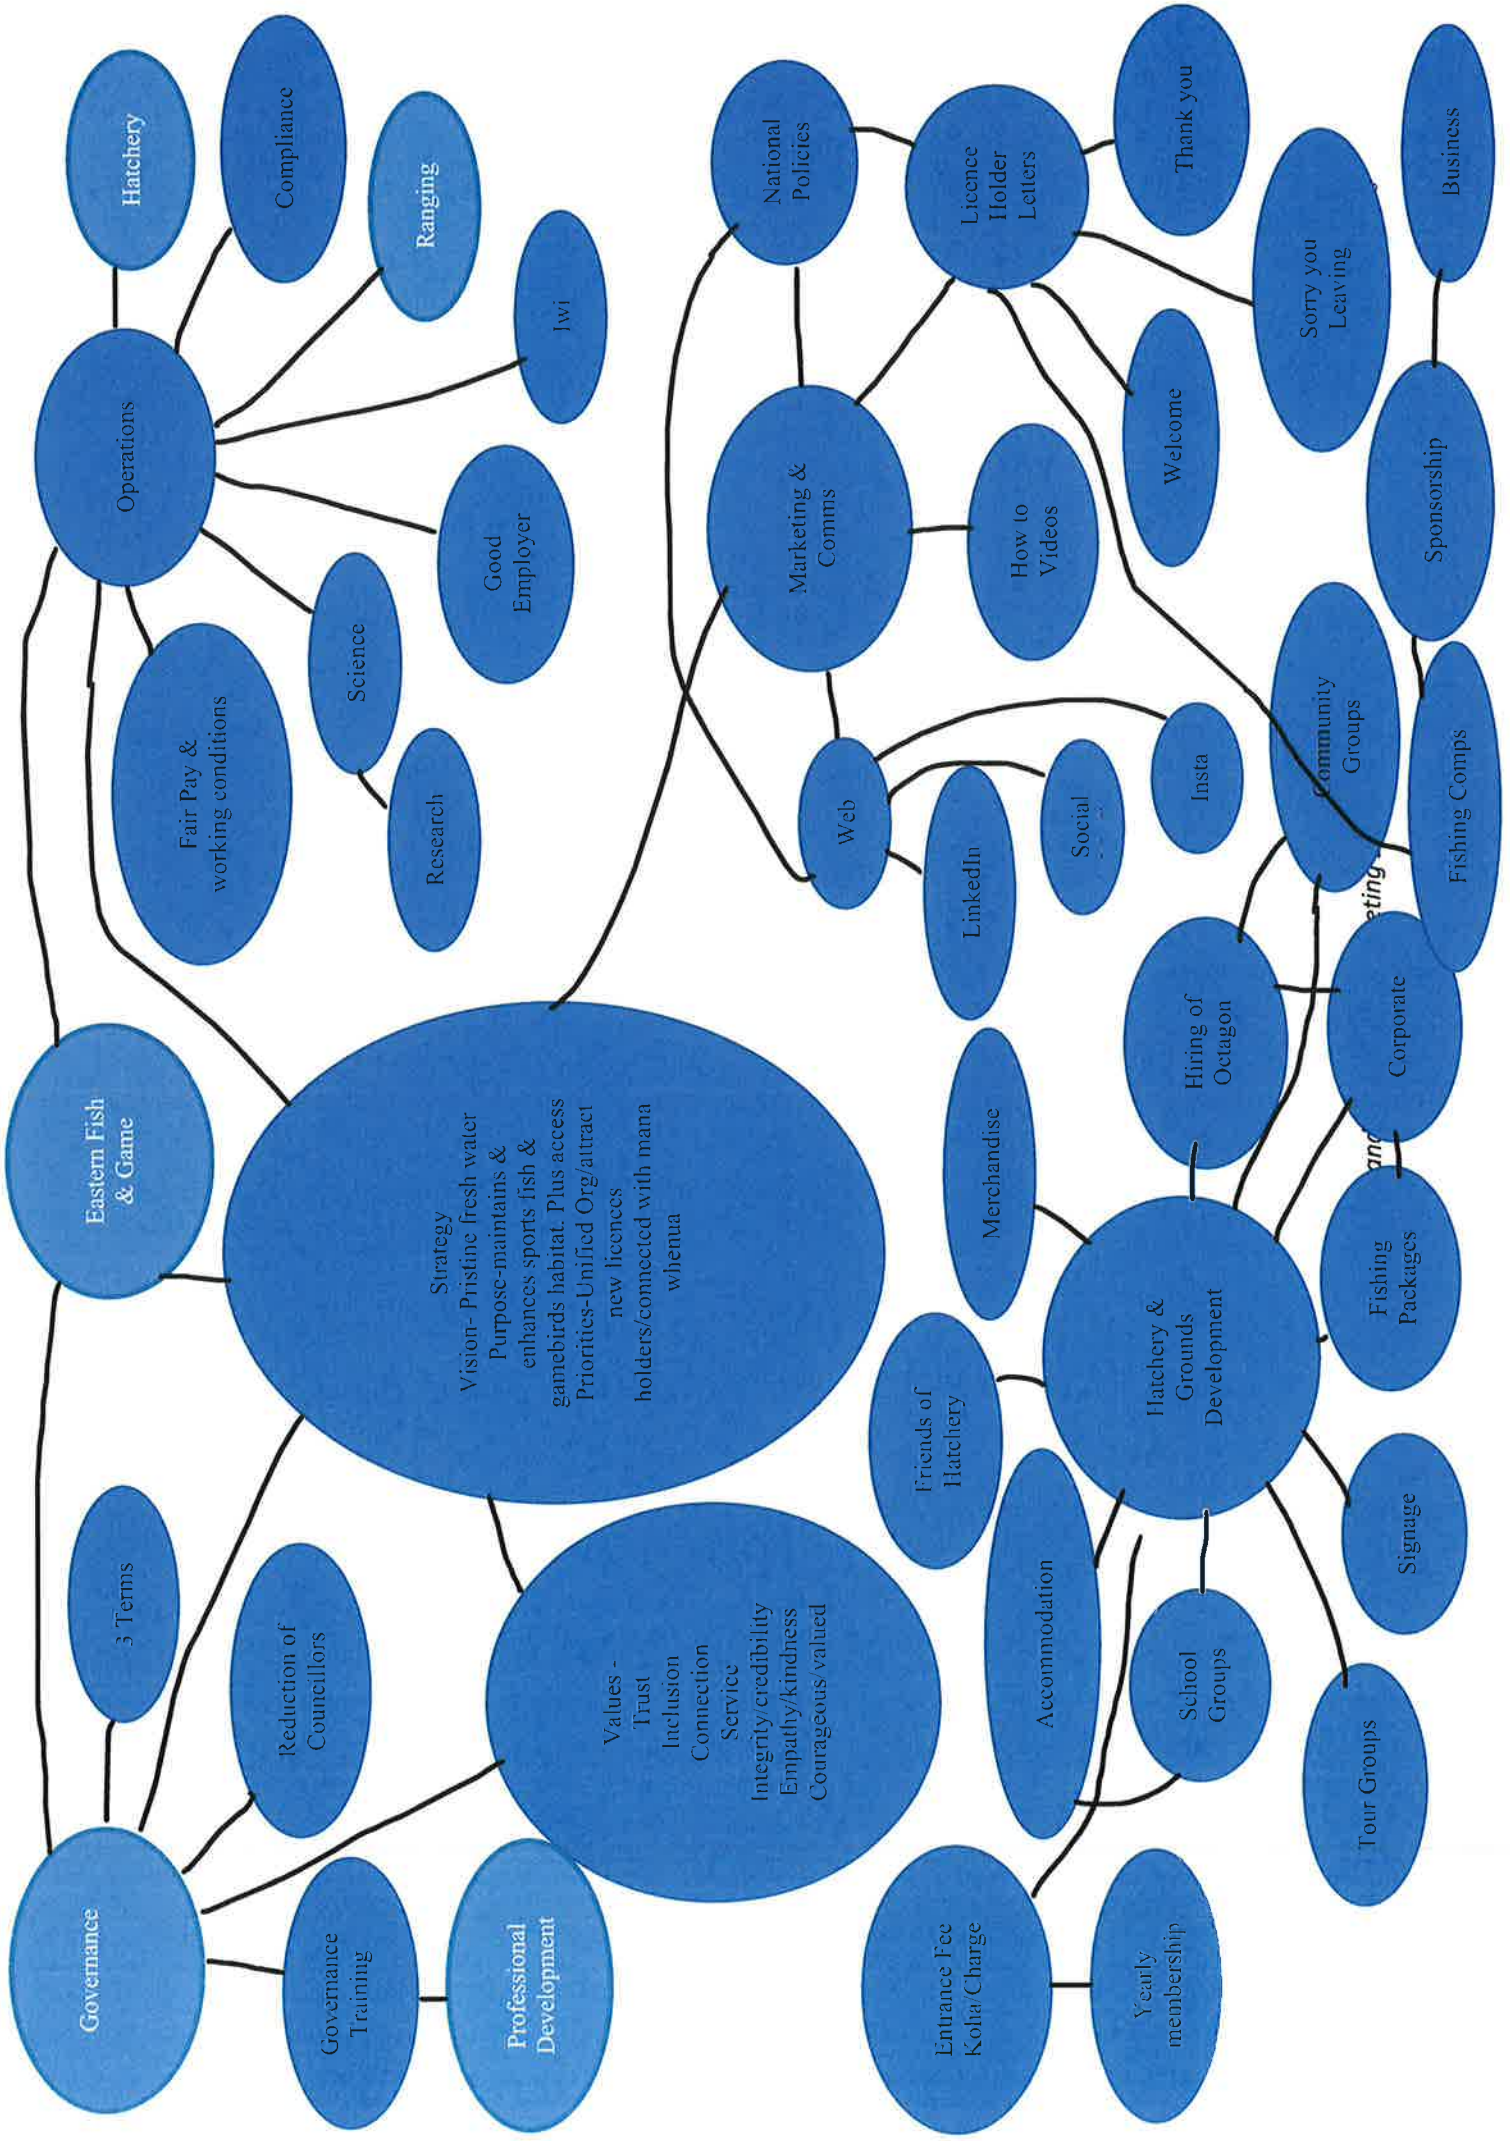 Governance
3 Terms
Reduction of
Councillors
Governance
Training
Professional
Development
Eastern Fish
& Game
Strategy
Vision- Pristine fresh water
Purpose-maintains &
enhances sports fish &
gamebirds habitat. Plus access
Priorities-Unified Org/attract
new licences
holders/connected with mana
whenua
Values -
Trust
Inclusion
Connection
Service
Integrity/credibility
Empathy/kindness
Courageous/valued
Operations
Hatchery
Compliance
Ranging
Iwi
Good
Employer
Science
Research
Fair Pay &
working conditions
National
Policies
Marketing &
Comms
Licence
Holder
Letters
Thank you
Sorry you
Leaving
Welcome
How to
Videos
Web
LinkedIn
Social
Insta
Business
Sponsorship
Fishing Comps
Community
Groups
Hiring of
Octagon
Corporate
Merchandise
Friends of
Hatchery
Hatchery &
Grounds
Development
Fishing
Packages
Accommodation
School
Groups
Signage
Tour Groups
Entrance Fee
Koha/Charge
Yearly
membership
and
eting